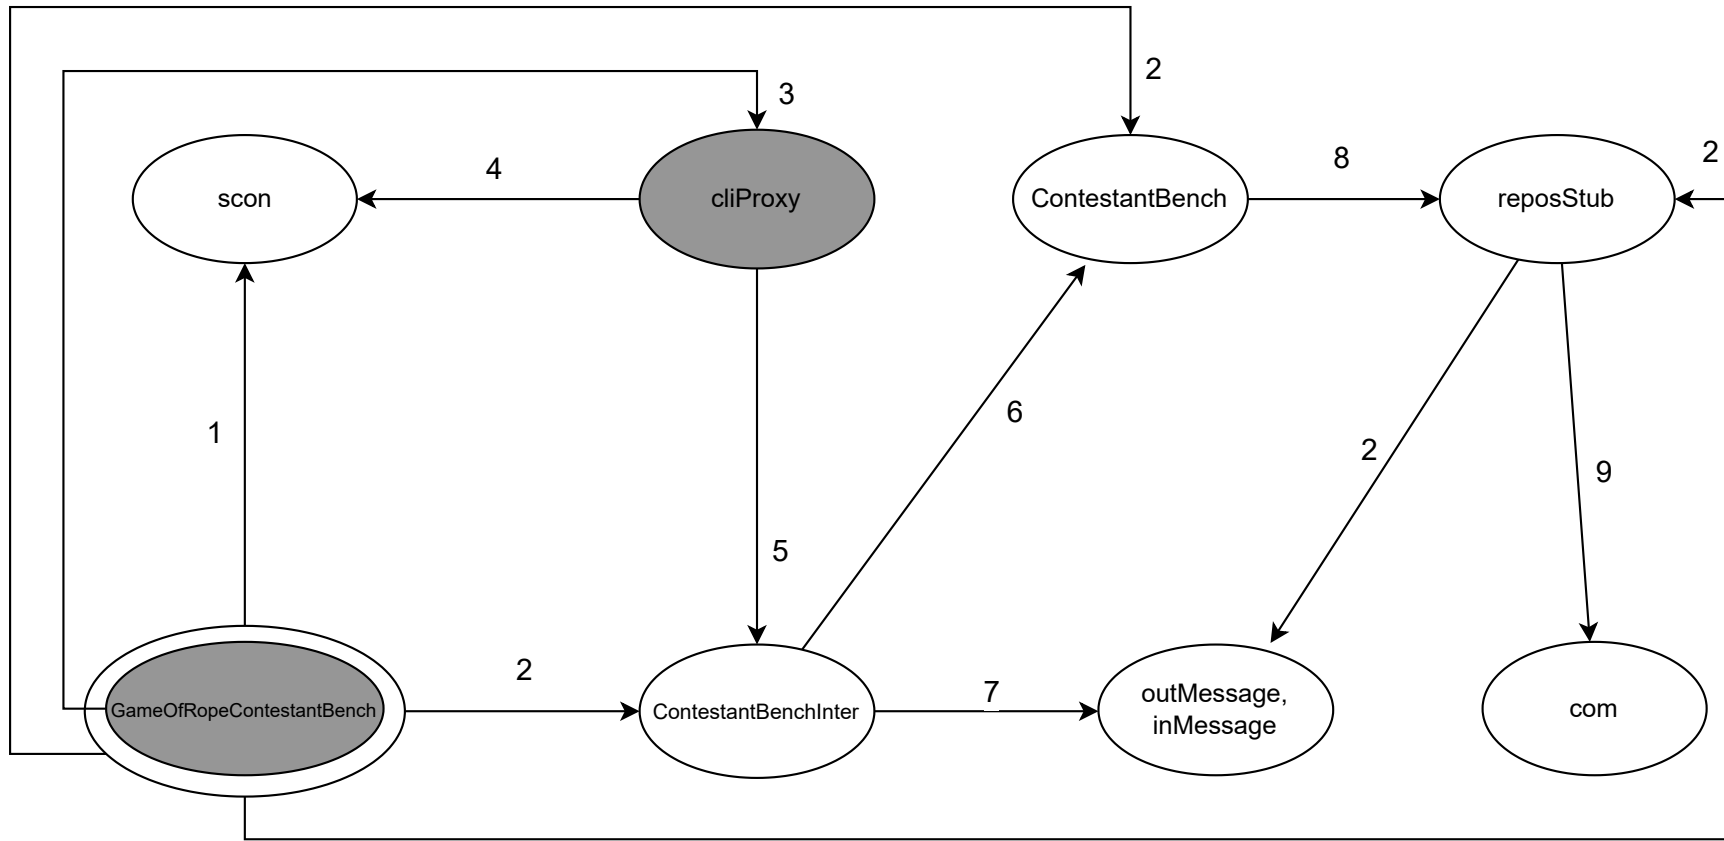 2
3
2
4
8
scon
cliProxy
ContestantBench
reposStub
6
1
2
9
5
2
7
GameOfRopeContestantBench
ContestantBenchInter
outMessage,
inMessage
com